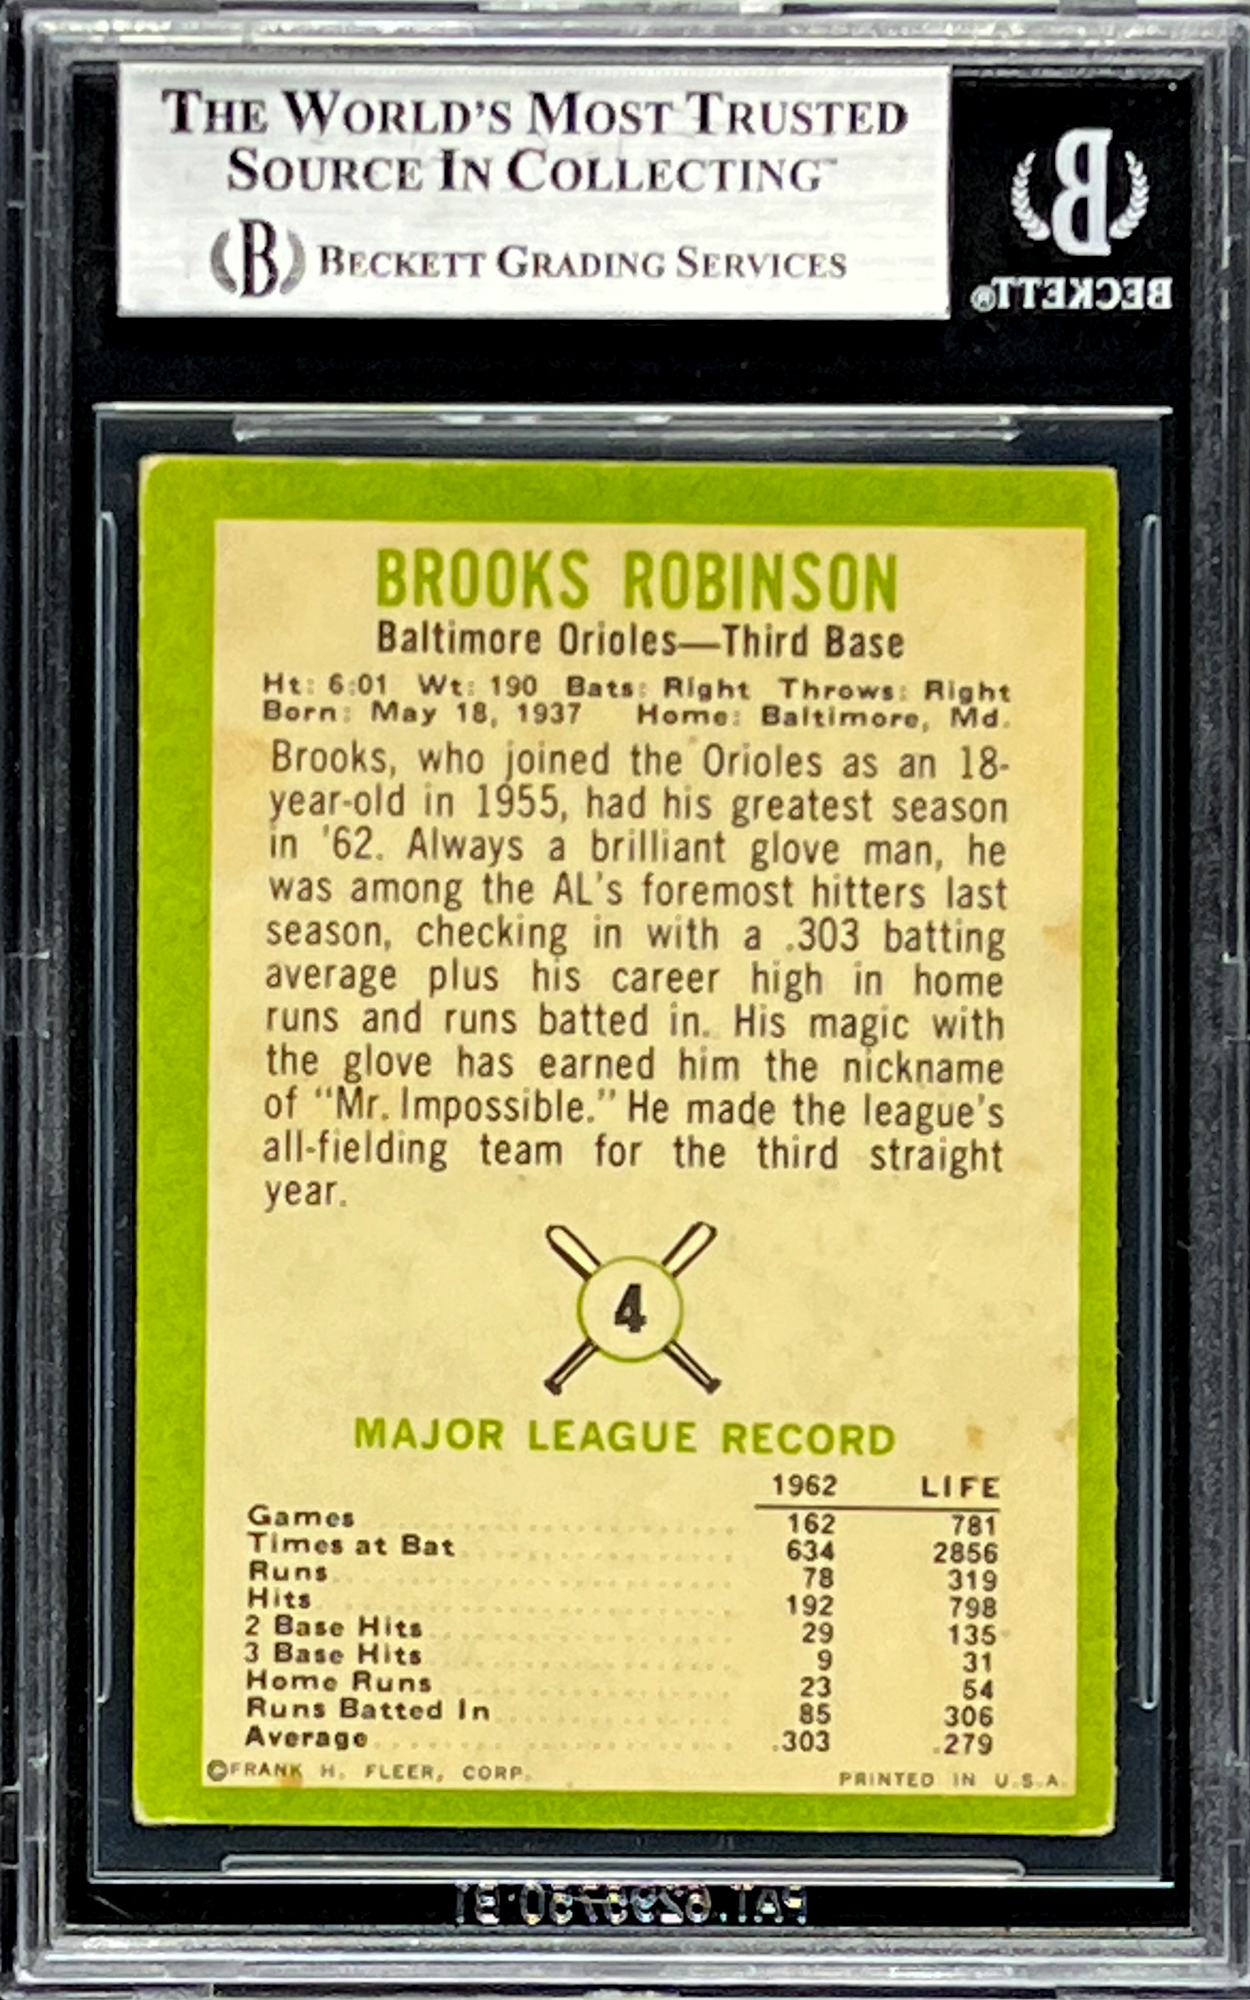 THE WORLD'S MOST TRUSTED
SOURCE IN COLLECTING™
B BECKETT GRADING SERVICES
B
BECKETT®
BROOKS ROBINSON
Baltimore Orioles—Third Base
Ht: 6:01 Wt: 190 Bats: Right Throws: Right
Born: May 18, 1937 Home: Baltimore, Md.
Brooks, who joined the Orioles as an 18-
year-old in 1955, had his greatest season
in '62. Always a brilliant glove man, he
was among the AL's foremost hitters last
season, checking in with a .303 batting
average plus his career high in home
runs and runs batted in. His magic with
the glove has earned him the nickname
of "Mr. Impossible." He made the league's
all-fielding team for the third straight
year.
4
MAJOR LEAGUE RECORD
1962 LIFE
Games 162 781
Times at Bat 634 2856
Runs 78 319
Hits 192 798
2 Base Hits 29 135
3 Base Hits 9 31
Home Runs 23 54
Runs Batted In 85 306
Average .303 .279
©FRANK H. FLEER, CORP. PRINTED IN U.S.A.